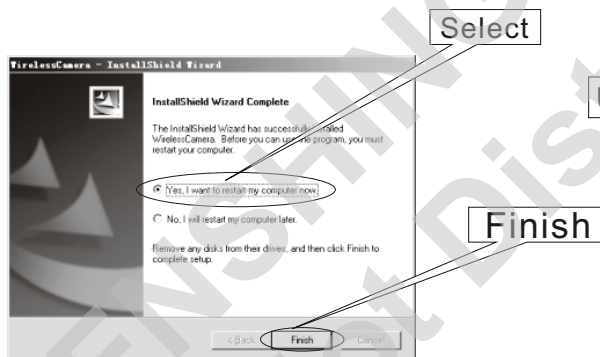 Select
WirelessCamera - InstallShield Wizard
InstallShield Wizard Complete
The InstallShield Wizard has successfully installed
WirelessCamera. Before you can use the program, you must
restart your computer.
Yes, I want to restart my computer now.
No, I will restart my computer later.
Remove any disks from their drives, and then click Finish to
complete setup.
Finish
< Back
Finish
Cancel